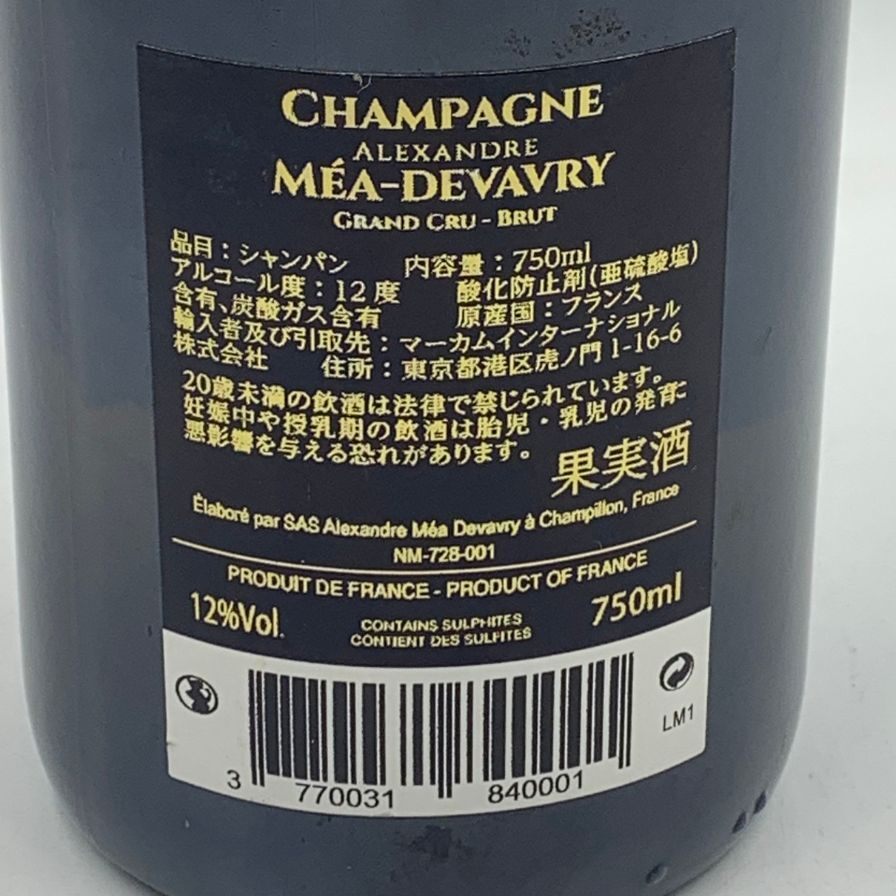 CHAMPAGNE
ALEXANDRE
MÉA-DEVAVRY
GRAND CRU - BRUT
品目：シャンパン 内容量：750ml
アルコール度：12度 酸化防止剤(亜硫酸塩)
含有、炭酸ガス含有 原産国：フランス
輸入者及び引取先：マーカムインターナショナル
株式会社 住所：東京都港区虎ノ門1-16-6
20歳未満の飲酒は法律で禁じられています。
妊娠中や授乳期の飲酒は胎児・乳児の発育に
悪影響を与える恐れがあります。
果実酒
Élaboré par SAS Alexandre Méa Devavry à Champillon, France
NM-728-001
PRODUIT DE FRANCE - PRODUCT OF FRANCE
12%Vol. 750ml
CONTAINS SULPHITES
CONTIENT DES SULFITES
LM1
3 770031 840001